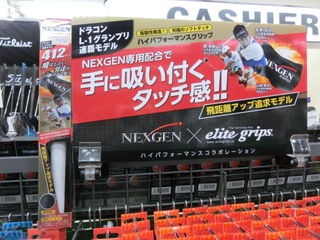 CASHIER
Titleist
NEXGEN
412
ドラコン
L-1グランプリ
連覇モデル
ハイパフォーマンスグリップ
NEXGEN専用配合で
手に吸い付く
タッチ感!!
NEXGEN
飛距離アップ追求モデル
NEXGEN × elite grips.
ハイパフォーマンスコラボレーション